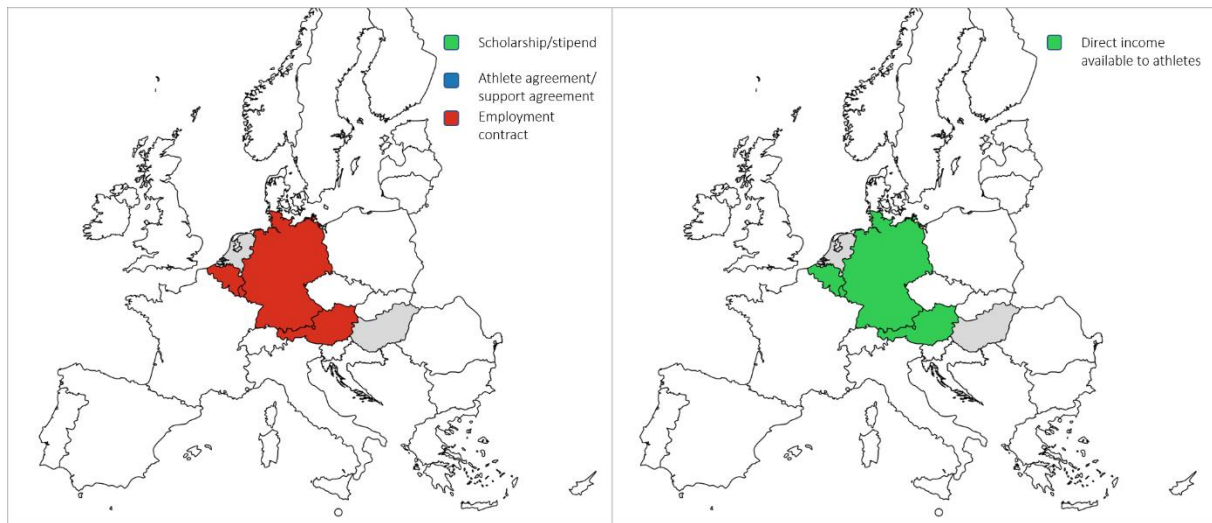 Scholarship/stipend
Athlete agreement/
support agreement
Employment
contract
Direct income
available to athletes